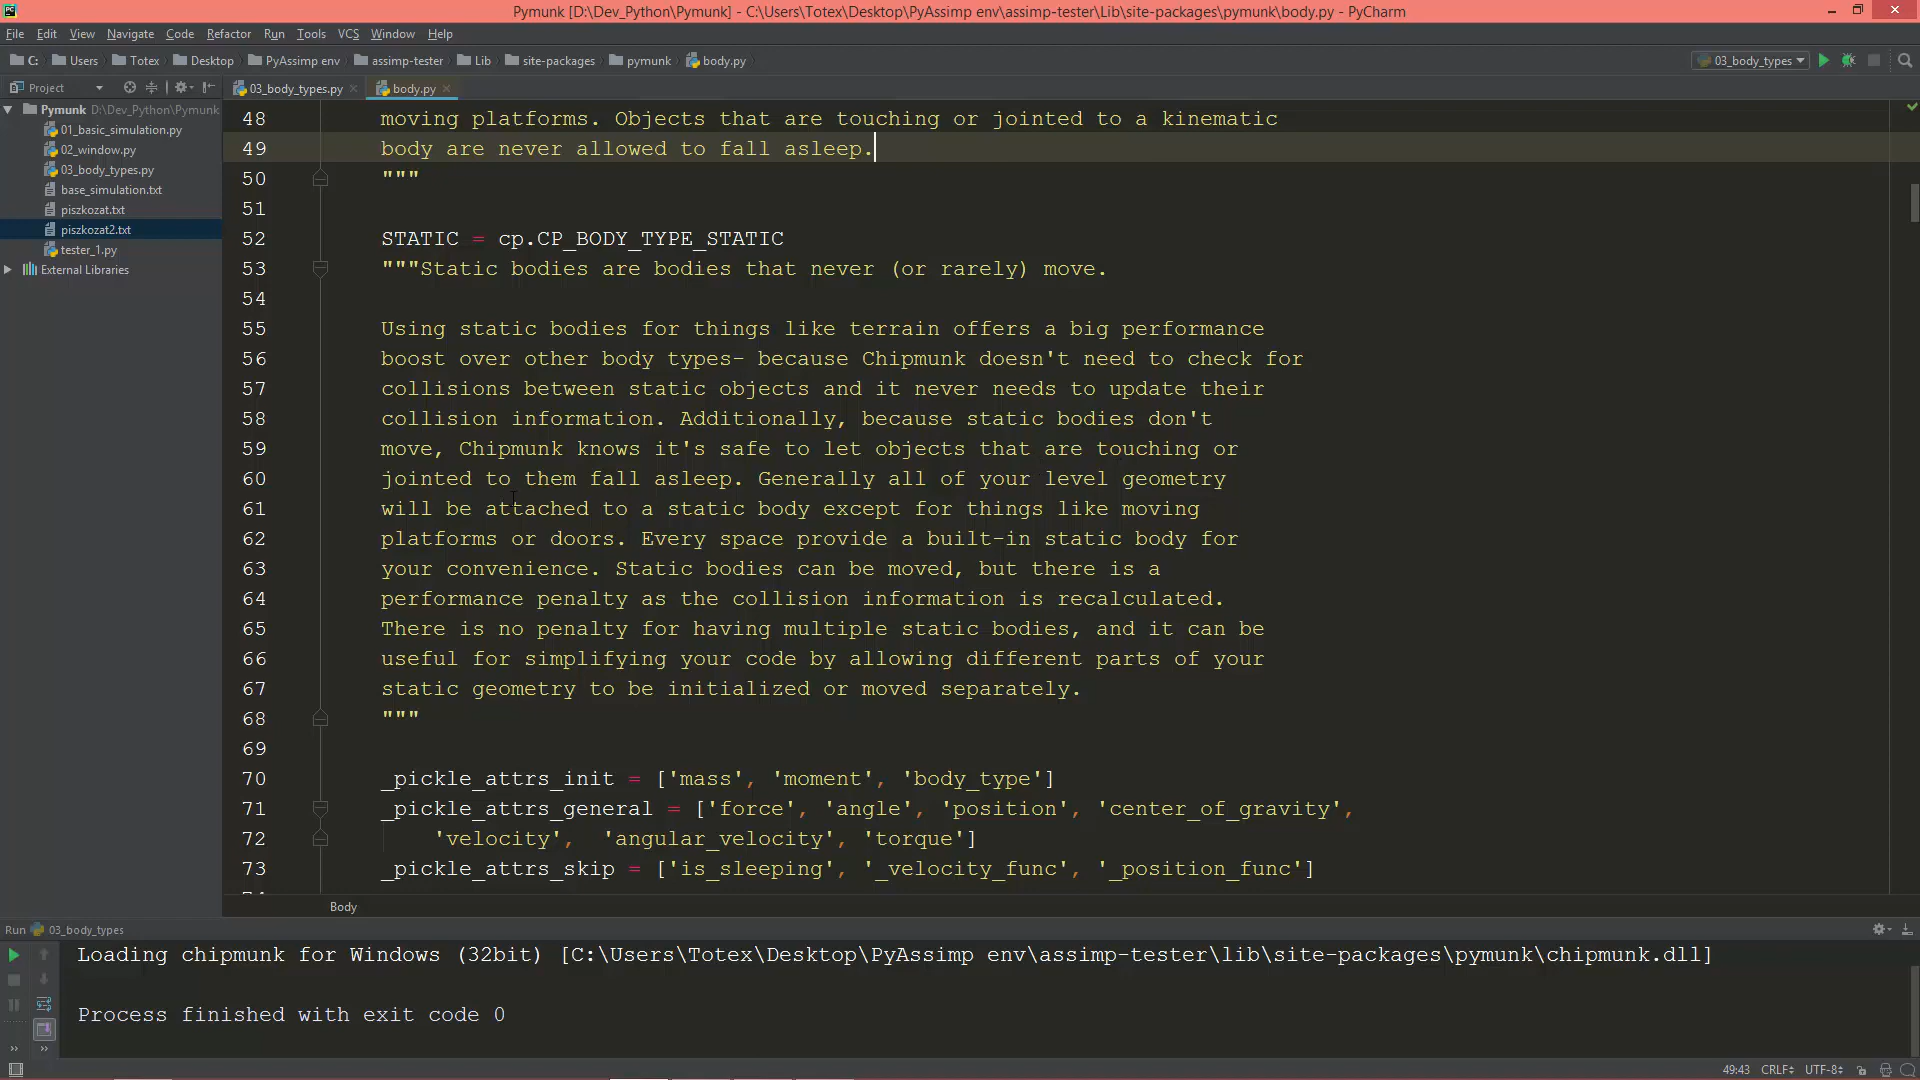 Pymunk [D:\Dev_Python\Pymunk] - C:\Users\Totex\Desktop\PyAssimp env\assimp-tester\Lib\site-packages\pymunk\body.py - PyCharm
File Edit View Navigate Code Refactor Run Tools VCS Window Help
C: Users Totex Desktop PyAssimp env assimp-tester Lib site-packages pymunk body.py 03_body_types
Project 03_body_types.py body.py
Pymunk D:\Dev_Python\Pymunk
01_basic_simulation.py
02_window.py
03_body_types.py
base_simulation.txt
piszkozat.txt
piszkozat2.txt
tester_1.py
External Libraries
48 moving platforms. Objects that are touching or jointed to a kinematic
49 body are never allowed to fall asleep.
50 """
51
52 STATIC = cp.CP_BODY_TYPE_STATIC
53 """Static bodies are bodies that never (or rarely) move.
54
55 Using static bodies for things like terrain offers a big performance
56 boost over other body types- because Chipmunk doesn't need to check for
57 collisions between static objects and it never needs to update their
58 collision information. Additionally, because static bodies don't
59 move, Chipmunk knows it's safe to let objects that are touching or
60 jointed to them fall asleep. Generally all of your level geometry
61 will be attached to a static body except for things like moving
62 platforms or doors. Every space provide a built-in static body for
63 your convenience. Static bodies can be moved, but there is a
64 performance penalty as the collision information is recalculated.
65 There is no penalty for having multiple static bodies, and it can be
66 useful for simplifying your code by allowing different parts of your
67 static geometry to be initialized or moved separately.
68 """
69
70 _pickle_attrs_init = ['mass', 'moment', 'body_type']
71 _pickle_attrs_general = ['force', 'angle', 'position', 'center_of_gravity',
72 'velocity', 'angular_velocity', 'torque']
73 _pickle_attrs_skip = ['is_sleeping', '_velocity_func', '_position_func']
Body
Run 03_body_types
Loading chipmunk for Windows (32bit) [C:\Users\Totex\Desktop\PyAssimp env\assimp-tester\lib\site-packages\pymunk\chipmunk.dll]
Process finished with exit code 0
49:43 CRLF UTF-8